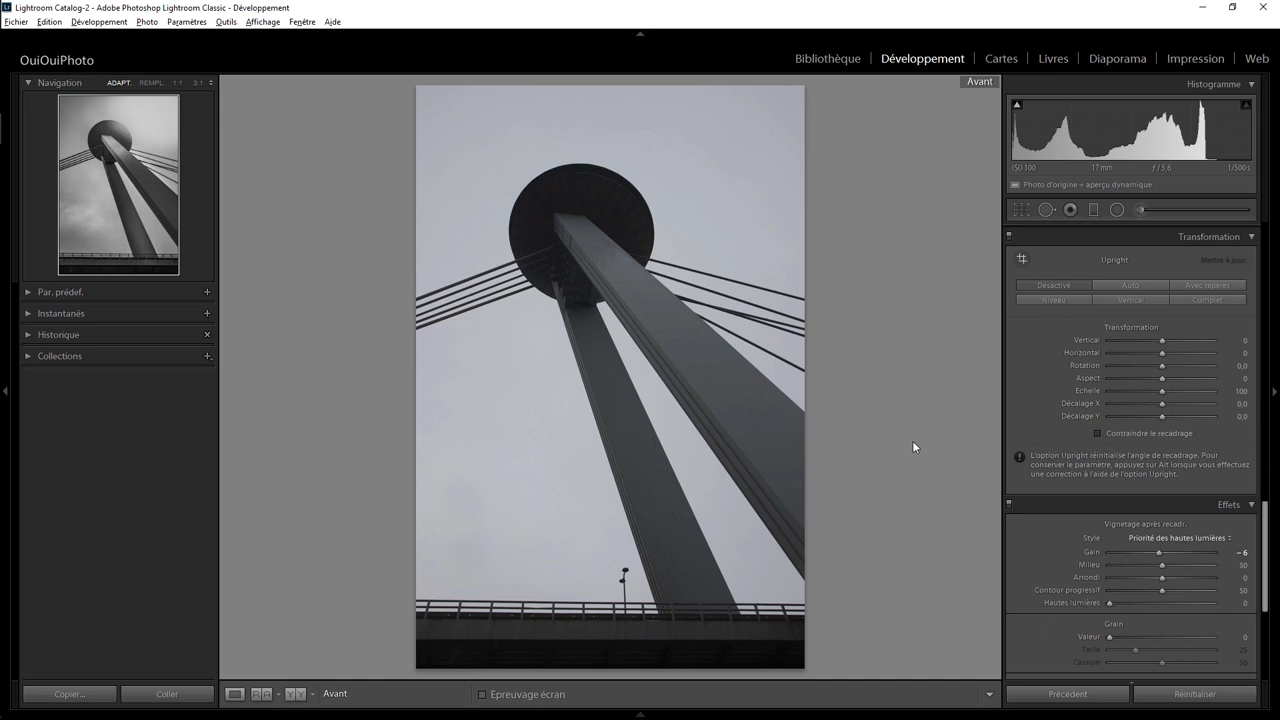 Lightroom Catalog-2 - Adobe Photoshop Lightroom Classic - Développement
Fichier Edition Développement Photo Paramètres Outils Affichage Fenêtre Aide
OuiOuiPhoto
Bibliothèque | Développement | Cartes | Livres | Diaporama | Impression | Web
Navigation ADAPT. REMPL. 1:1 3:1
Avant
Histogramme
ISO 100 17 mm ƒ / 5,6 1/500 s
Photo d'origine + aperçu dynamique
Transformation
Upright Mettre à jour
Désactivé Auto Avec repères
Niveau Vertical Complet
Transformation
Vertical 0
Horizontal 0
Rotation 0,0
Aspect 0
Echelle 100
Décalage X 0,0
Décalage Y 0,0
Contraindre le recadrage
L'option Upright réinitialise l'angle de recadrage. Pour
conserver le paramètre, appuyez sur Alt lorsque vous effectuez
une correction à l'aide de l'option Upright.
Effets
Vignetage après recadr.
Style Priorité des hautes lumières
Gain – 6
Milieu 50
Arrondi 0
Contour progressif 50
Hautes lumières 0
Grain
Valeur 0
Taille 25
Cassure 50
Par. prédef.
Instantanés
Historique
Collections
Copier... Coller
Avant
Epreuvage écran
Précédent Réinitialiser